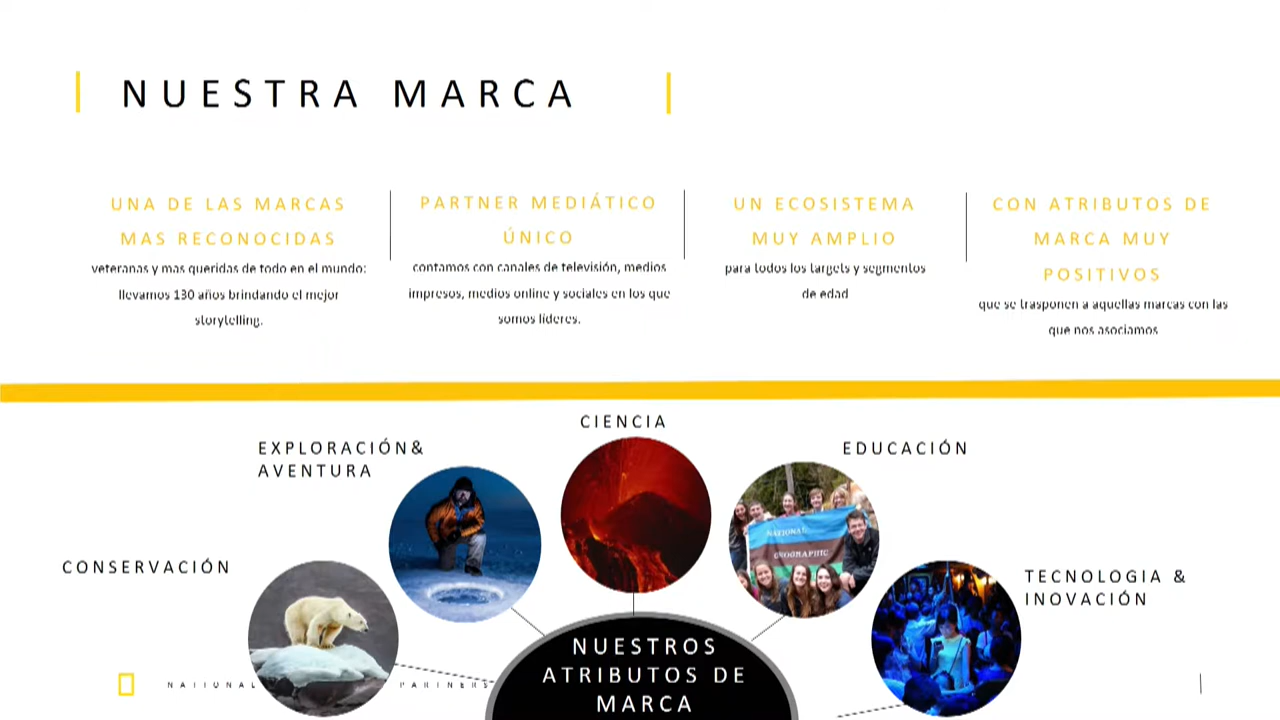 NUESTRA MARCA
UNA DE LAS MARCAS
MAS RECONOCIDAS
veteranas y mas queridas de todo en el mundo:
llevamos 130 años brindando el mejor
storytelling.
PARTNER MEDIÁTICO
ÚNICO
contamos con canales de televisión, medios
impresos, medios online y sociales en los que
somos líderes.
UN ECOSISTEMA
MUY AMPLIO
para todos los targets y segmentos
de edad
CON ATRIBUTOS DE
MARCA MUY
POSITIVOS
que se trasponen a aquellas marcas con las
que nos asociamos
CIENCIA
EXPLORACIÓN&
AVENTURA
EDUCACIÓN
NATIONAL
GEOGRAPHIC
CONSERVACIÓN
TECNOLOGIA &
INOVACIÓN
NUESTROS
ATRIBUTOS DE
MARCA
NATIONAL PARTNERS